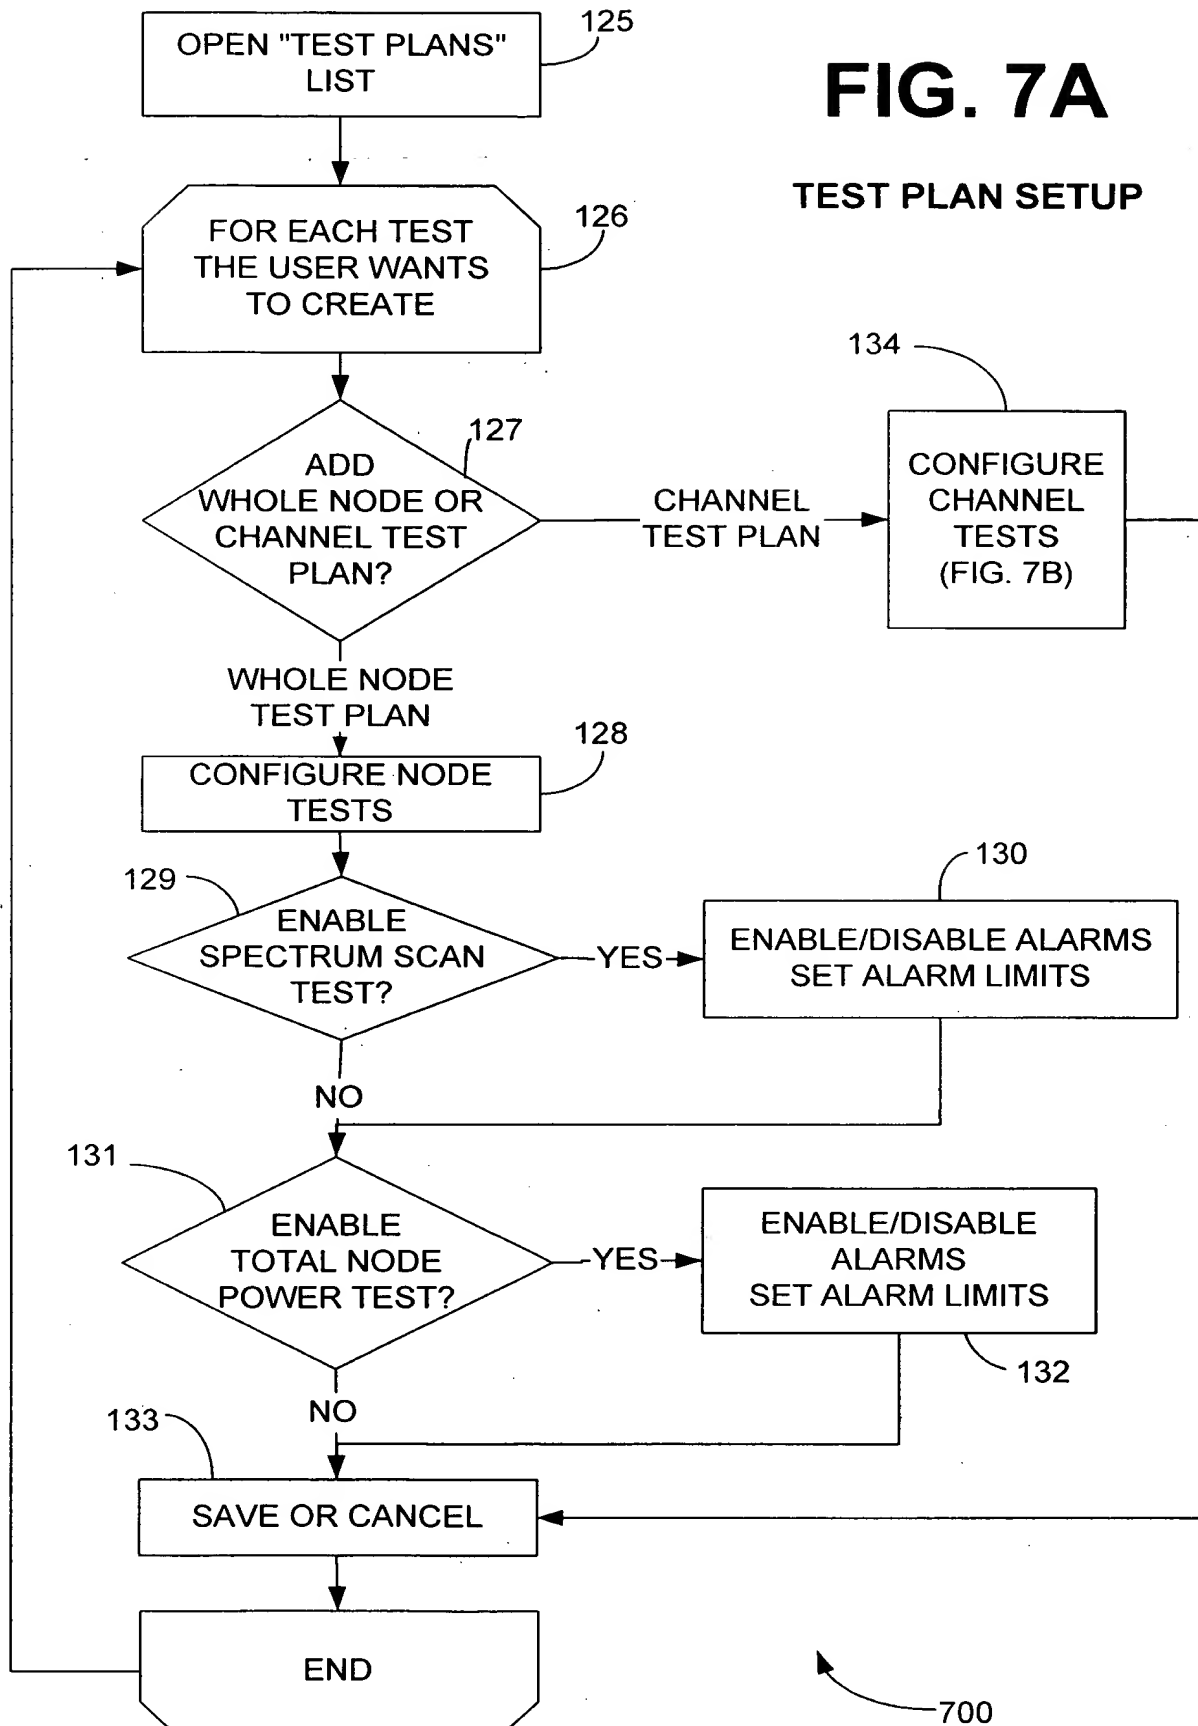 125
OPEN "TEST PLANS"
LIST
FIG. 7A
TEST PLAN SETUP
126
FOR EACH TEST
THE USER WANTS
TO CREATE
134
127
ADD
WHOLE NODE OR
CHANNEL TEST
PLAN?
CHANNEL
TEST PLAN
CONFIGURE
CHANNEL
TESTS
(FIG. 7B)
WHOLE NODE
TEST PLAN
128
CONFIGURE NODE
TESTS
129
130
ENABLE
SPECTRUM SCAN
TEST?
YES
ENABLE/DISABLE ALARMS
SET ALARM LIMITS
NO
131
ENABLE
TOTAL NODE
POWER TEST?
YES
ENABLE/DISABLE
ALARMS
SET ALARM LIMITS
132
NO
133
SAVE OR CANCEL
END
700